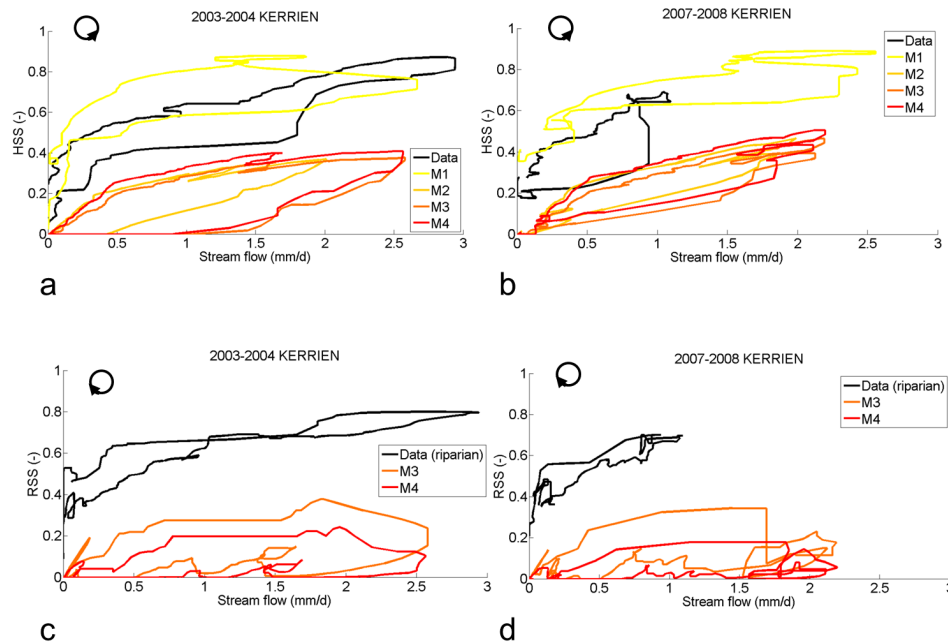 2003-2004 KERRIEN
HSS (-)
1
0.8
0.6
0.4
0.2
0
0 0.5 1 1.5 2 2.5 3
Stream flow (mm/d)
Data
M1
M2
M3
M4
a
2007-2008 KERRIEN
HSS (-)
1
0.8
0.6
0.4
0.2
0
0 0.5 1 1.5 2 2.5 3
Stream flow (mm/d)
Data
M1
M2
M3
M4
b
2003-2004 KERRIEN
RSS (-)
1
0.8
0.6
0.4
0.2
0
0 0.5 1 1.5 2 2.5 3
Stream flow (mm/d)
Data (riparian)
M3
M4
c
2007-2008 KERRIEN
RSS (-)
1
0.8
0.6
0.4
0.2
0
0 0.5 1 1.5 2 2.5 3
Stream flow (mm/d)
Data (riparian)
M3
M4
d